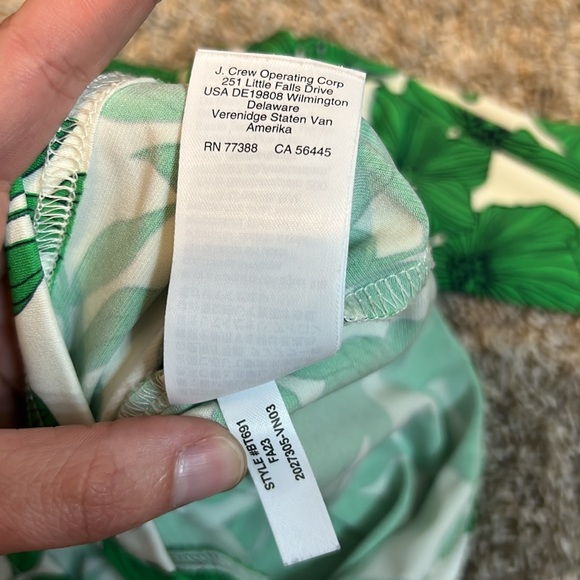 J. Crew Operating Corp
251 Little Falls Drive
USA DE19808 Wilmington
Delaware
Verenidge Staten Van
Amerika
RN 77388 CA 56445
STYLE #BT691
FA23
2027305-VN03